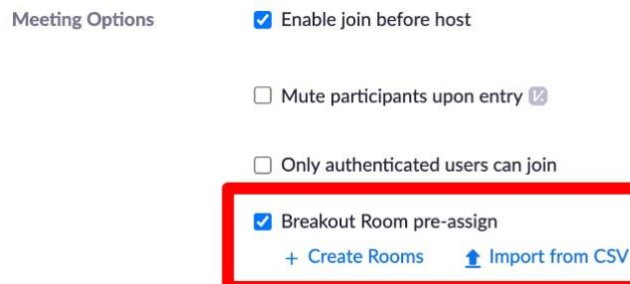 Meeting Options Enable join before host
Mute participants upon entry
Only authenticated users can join
Breakout Room pre-assign
+ Create Rooms Import from CSV